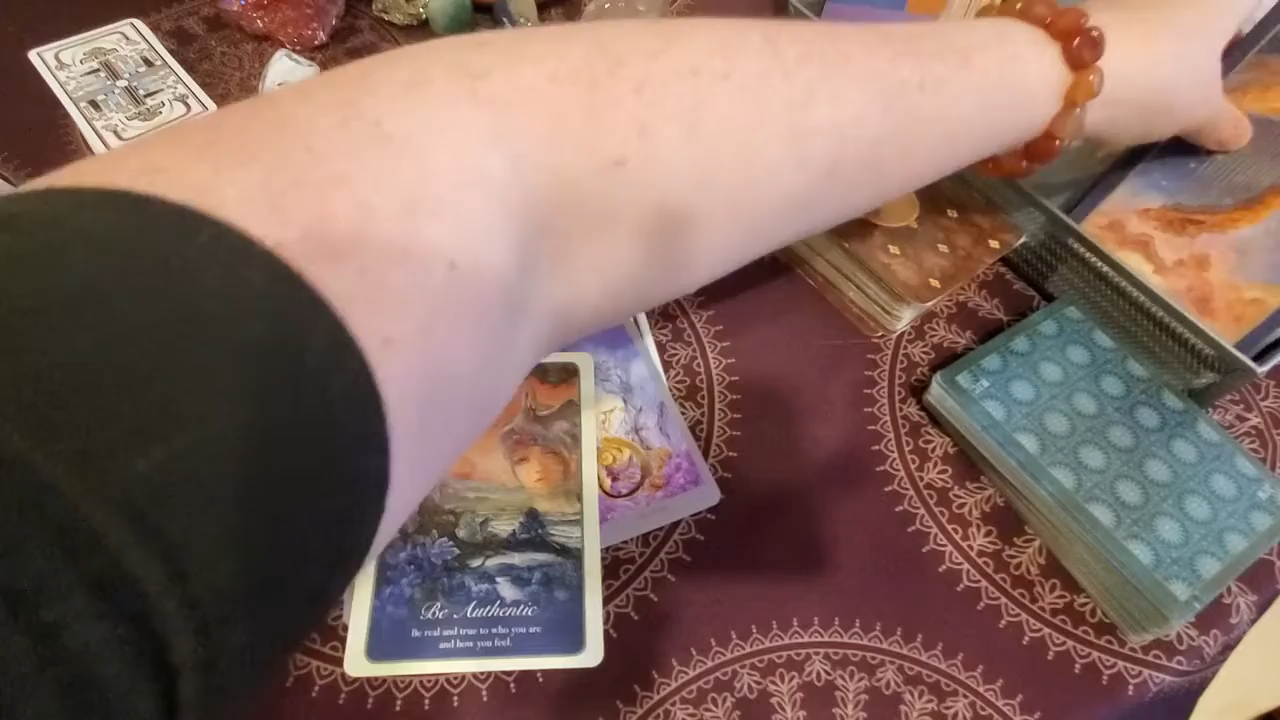 Be Authentic
Be real and true to who you are
and how you feel.